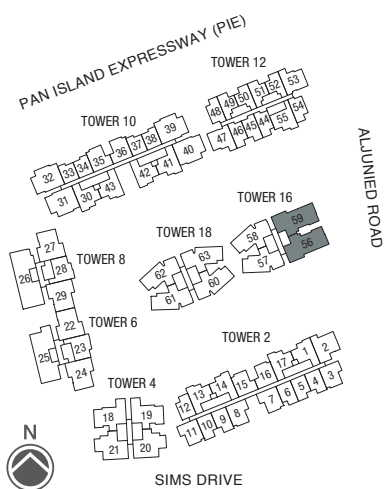 PAN ISLAND EXPRESSWAY (PIE)
TOWER 12
48 49 50 51 52 53
47 46 45 44 55 54
TOWER 10
32 33 34 35 36 37 38 39
31 30 43 42 41 40
ALJUNIED ROAD
TOWER 16
58 59
57 56
TOWER 18
62 63
61 60
TOWER 8
27
26 28
29
TOWER 6
22
25 23
24
TOWER 2
12 13 14 15 16 17 1 2
11 10 9 8 7 6 5 4 3
TOWER 4
18 19
21 20
N
SIMS DRIVE